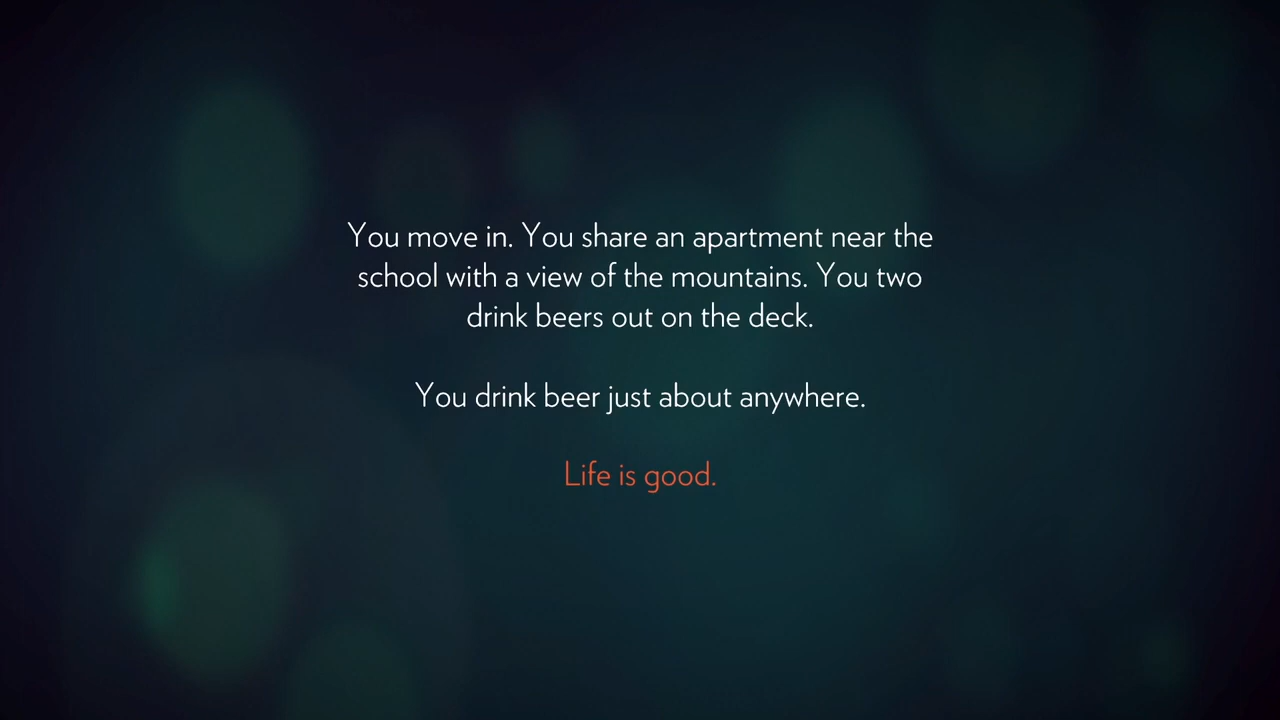 You move in. You share an apartment near the
school with a view of the mountains. You two
drink beers out on the deck.
You drink beer just about anywhere.
Life is good.